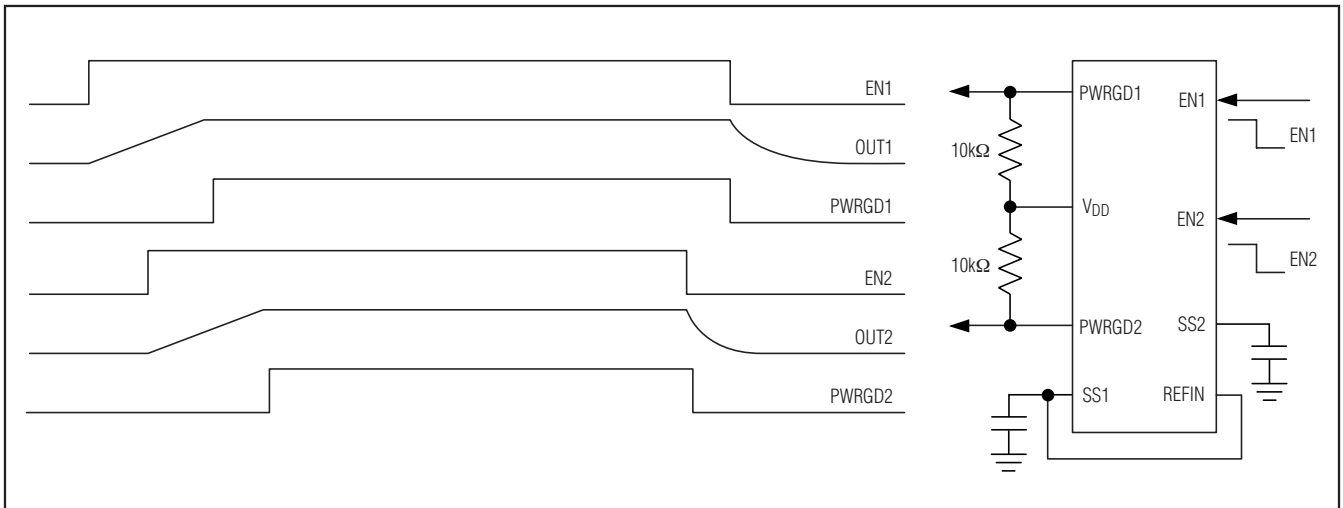 EN1
OUT1
PWRGD1
EN2
OUT2
PWRGD2
PWRGD1
EN1
EN1
10kΩ
VDD
EN2
10kΩ
EN2
PWRGD2
SS2
SS1
REFIN